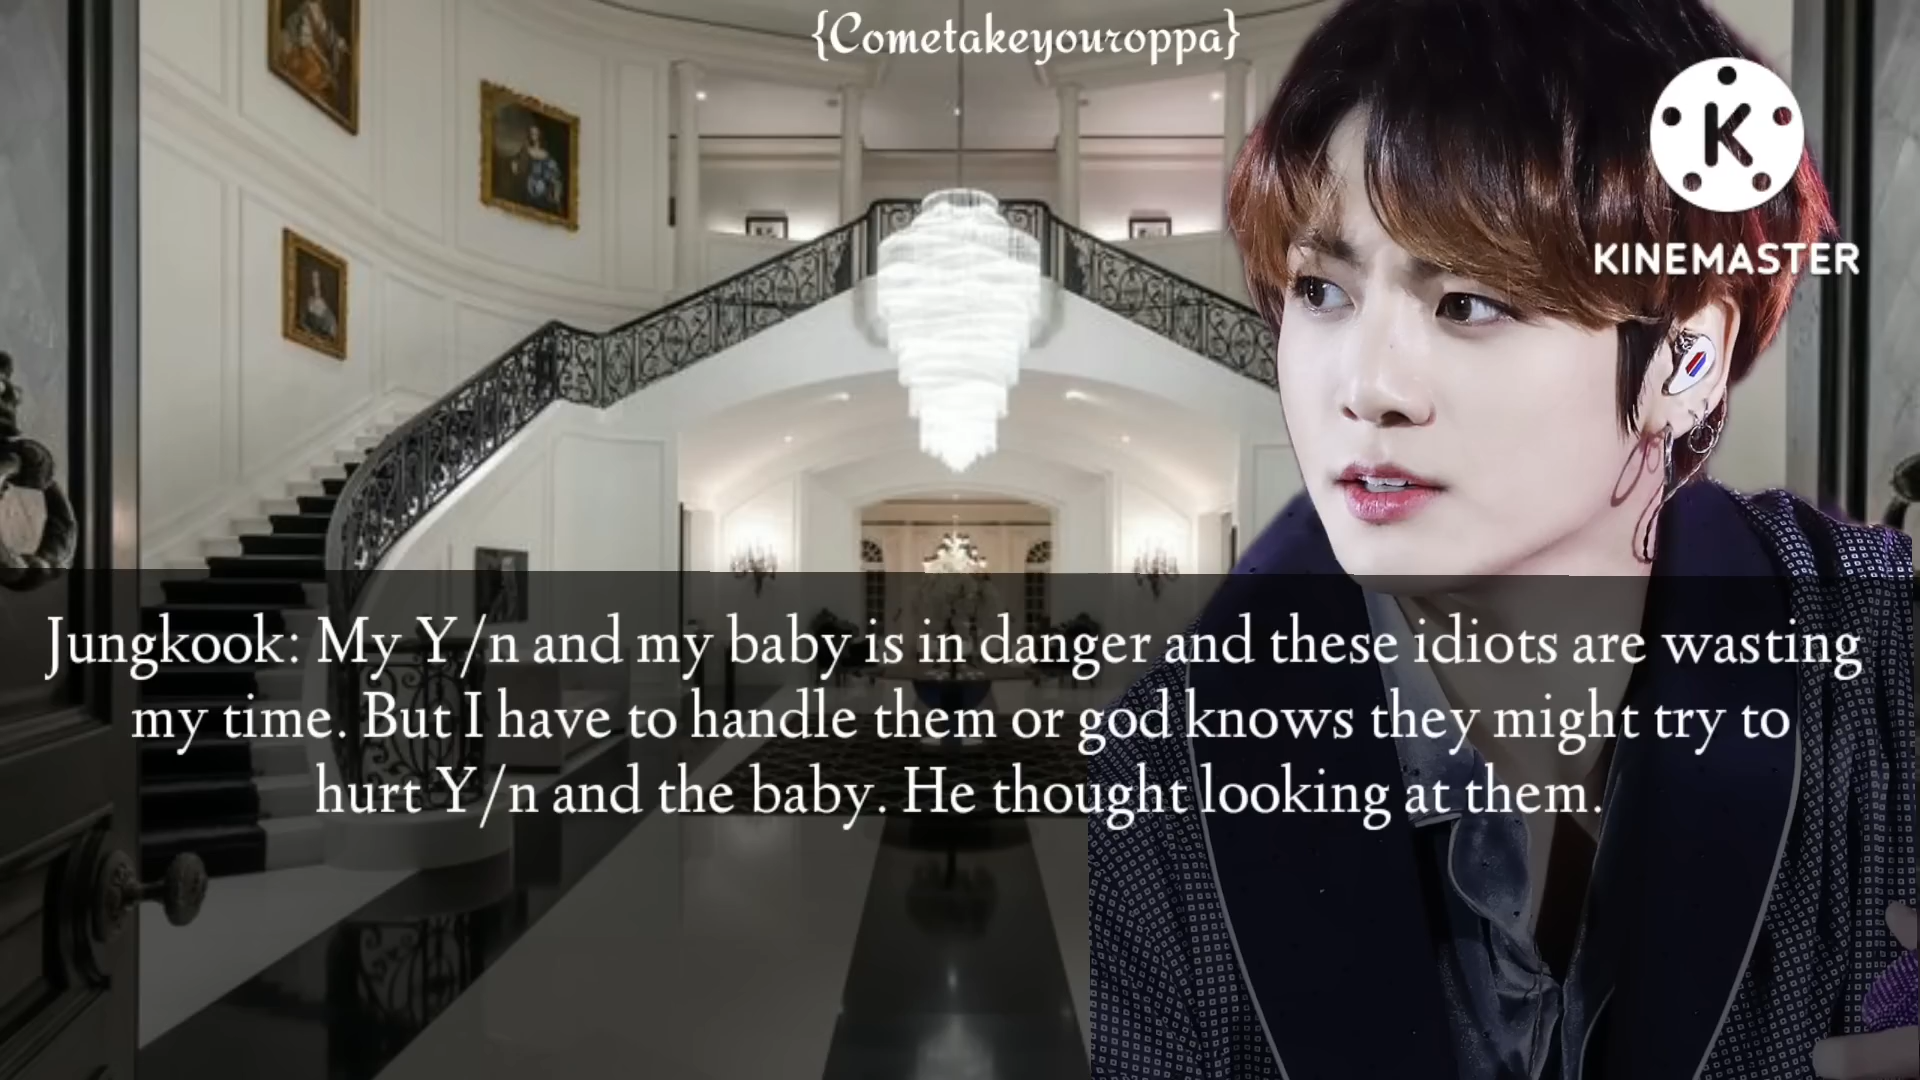 {Cometakeyouroppa}
K
KINEMASTER
Jungkook: My Y/n and my baby is in danger and these idiots are wasting
my time. But I have to handle them or god knows they might try to
hurt Y/n and the baby. He thought looking at them.